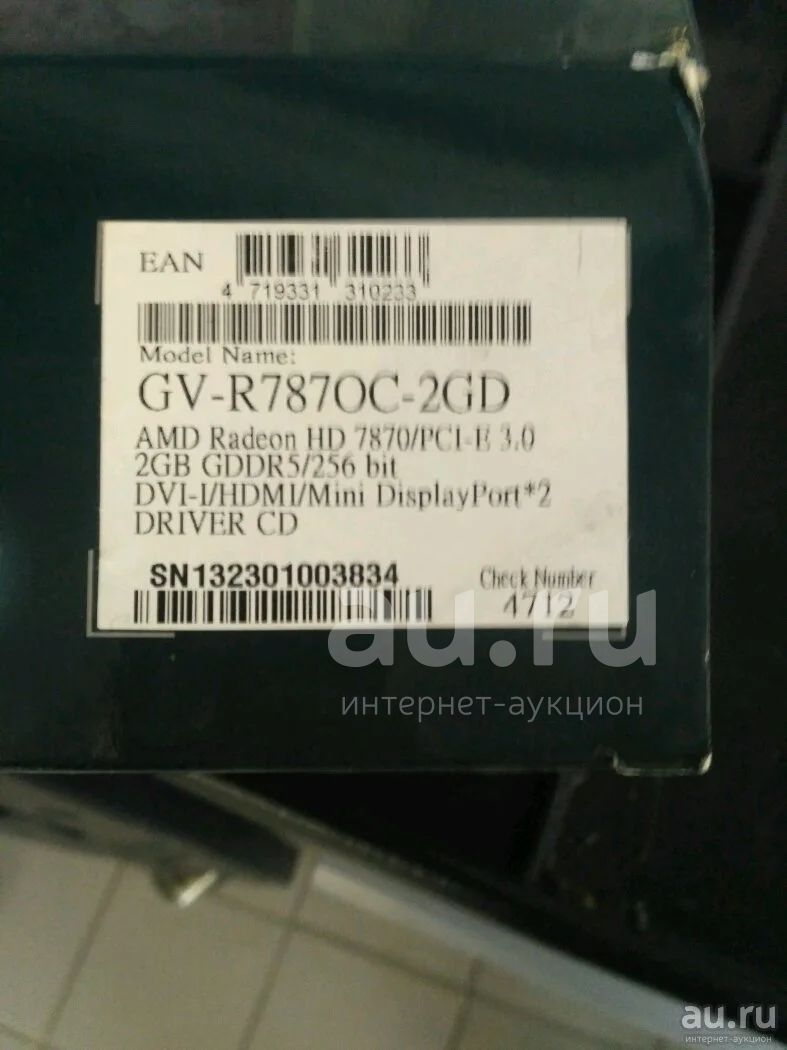 EAN
4 719331 310233
Model Name:
GV-R787OC-2GD
AMD Radeon HD 7870/PCI-E 3.0
2GB GDDR5/256 bit
DVI-I/HDMI/Mini DisplayPort*2
DRIVER CD
SN132301003834
Check Number
4712
au.ru
интернет-аукцион
au.ru
интернет-аукцион